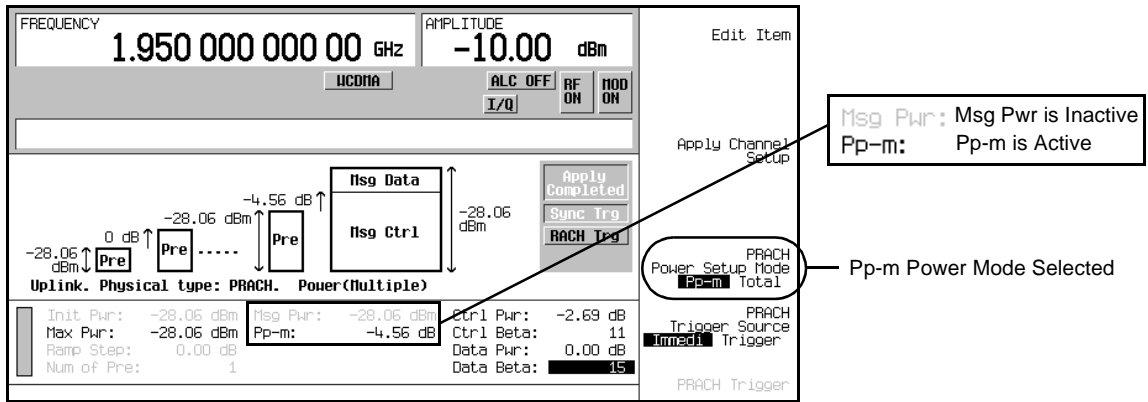 FREQUENCY
1.950 000 000 00 GHz
AMPLITUDE
-10.00 dBm
WCDMA
ALC OFF
I/Q
RF ON
MOD ON
Edit Item
Apply Channel
Setup
Msg Pwr: Msg Pwr is Inactive
Pp-m: Pp-m is Active
Msg Data
Msg Ctrl
-4.56 dB
-28.06 dBm
0 dB
-28.06
dBm
Pre
Pre
.....
Pre
-28.06
dBm
Apply
Completed
Sync Trg
RACH Trg
Uplink. Physical type: PRACH. Power(Multiple)
PRACH
Power Setup Mode
Pp-m Total
Pp-m Power Mode Selected
Init Pwr: -28.06 dBm Msg Pwr: -28.06 dBm Ctrl Pwr: -2.69 dB
Max Pwr: -28.06 dBm Pp-m: -4.56 dB Ctrl Beta: 11
Ramp Step: 0.00 dB Data Pwr: 0.00 dB
Num of Pre: 1 Data Beta: 15
PRACH
Trigger Source
Immedi Trigger
PRACH Trigger